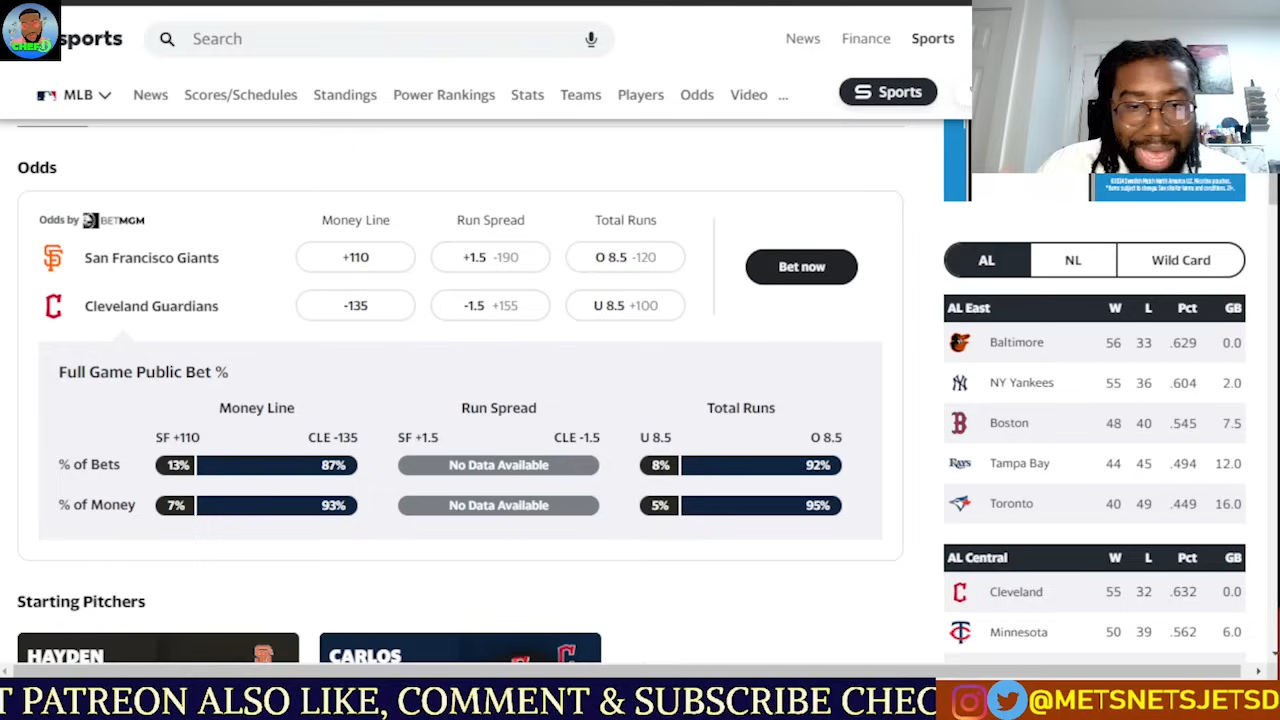 CHEFJ
sports
Search
News Finance Sports
MLB News Scores/Schedules Standings Power Rankings Stats Teams Players Odds Video ...
S Sports
Odds
Odds by BETMGM Money Line Run Spread Total Runs
San Francisco Giants +110 +1.5 -190 O 8.5 -120
Bet now
Cleveland Guardians -135 -1.5 +155 U 8.5 +100
Full Game Public Bet %
Money Line Run Spread Total Runs
SF +110 CLE -135 SF +1.5 CLE -1.5 U 8.5 O 8.5
% of Bets 13% 87% No Data Available 8% 92%
% of Money 7% 93% No Data Available 5% 95%
Starting Pitchers
HAYDEN CARLOS
AL NL Wild Card
AL East W L Pct GB
Baltimore 56 33 .629 0.0
NY Yankees 55 36 .604 2.0
Boston 48 40 .545 7.5
Rays Tampa Bay 44 45 .494 12.0
Toronto 40 49 .449 16.0
AL Central W L Pct GB
Cleveland 55 32 .632 0.0
Minnesota 50 39 .562 6.0
T PATREON ALSO LIKE, COMMENT & SUBSCRIBE CHEC
@METSNETSJETSD